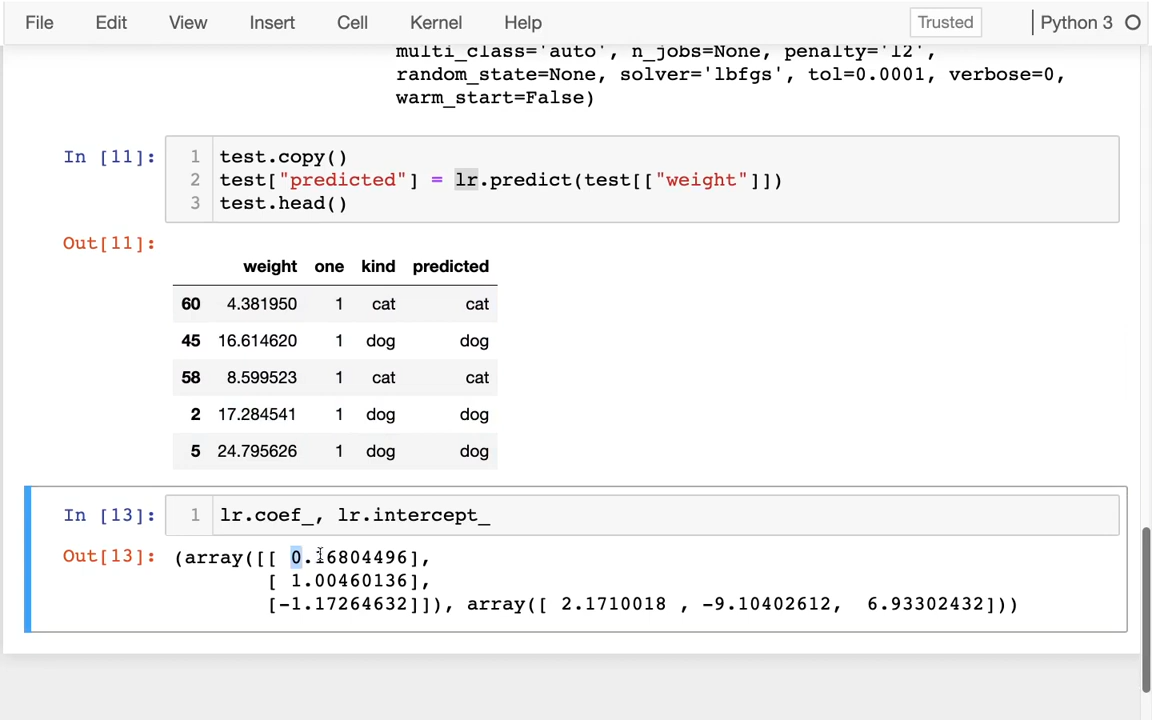 File Edit View Insert Cell Kernel Help Trusted Python 3
multi_class='auto', n_jobs=None, penalty='l2',
random_state=None, solver='lbfgs', tol=0.0001, verbose=0,
warm_start=False)
In [11]: 1 test.copy()
2 test["predicted"] = lr.predict(test[["weight"]])
3 test.head()
Out[11]:
weight one kind predicted
60 4.381950 1 cat cat
45 16.614620 1 dog dog
58 8.599523 1 cat cat
2 17.284541 1 dog dog
5 24.795626 1 dog dog
In [13]: 1 lr.coef_, lr.intercept_
Out[13]: (array([[ 0.16804496],
[ 1.00460136],
[-1.17264632]]), array([ 2.1710018 , -9.10402612, 6.93302432]))